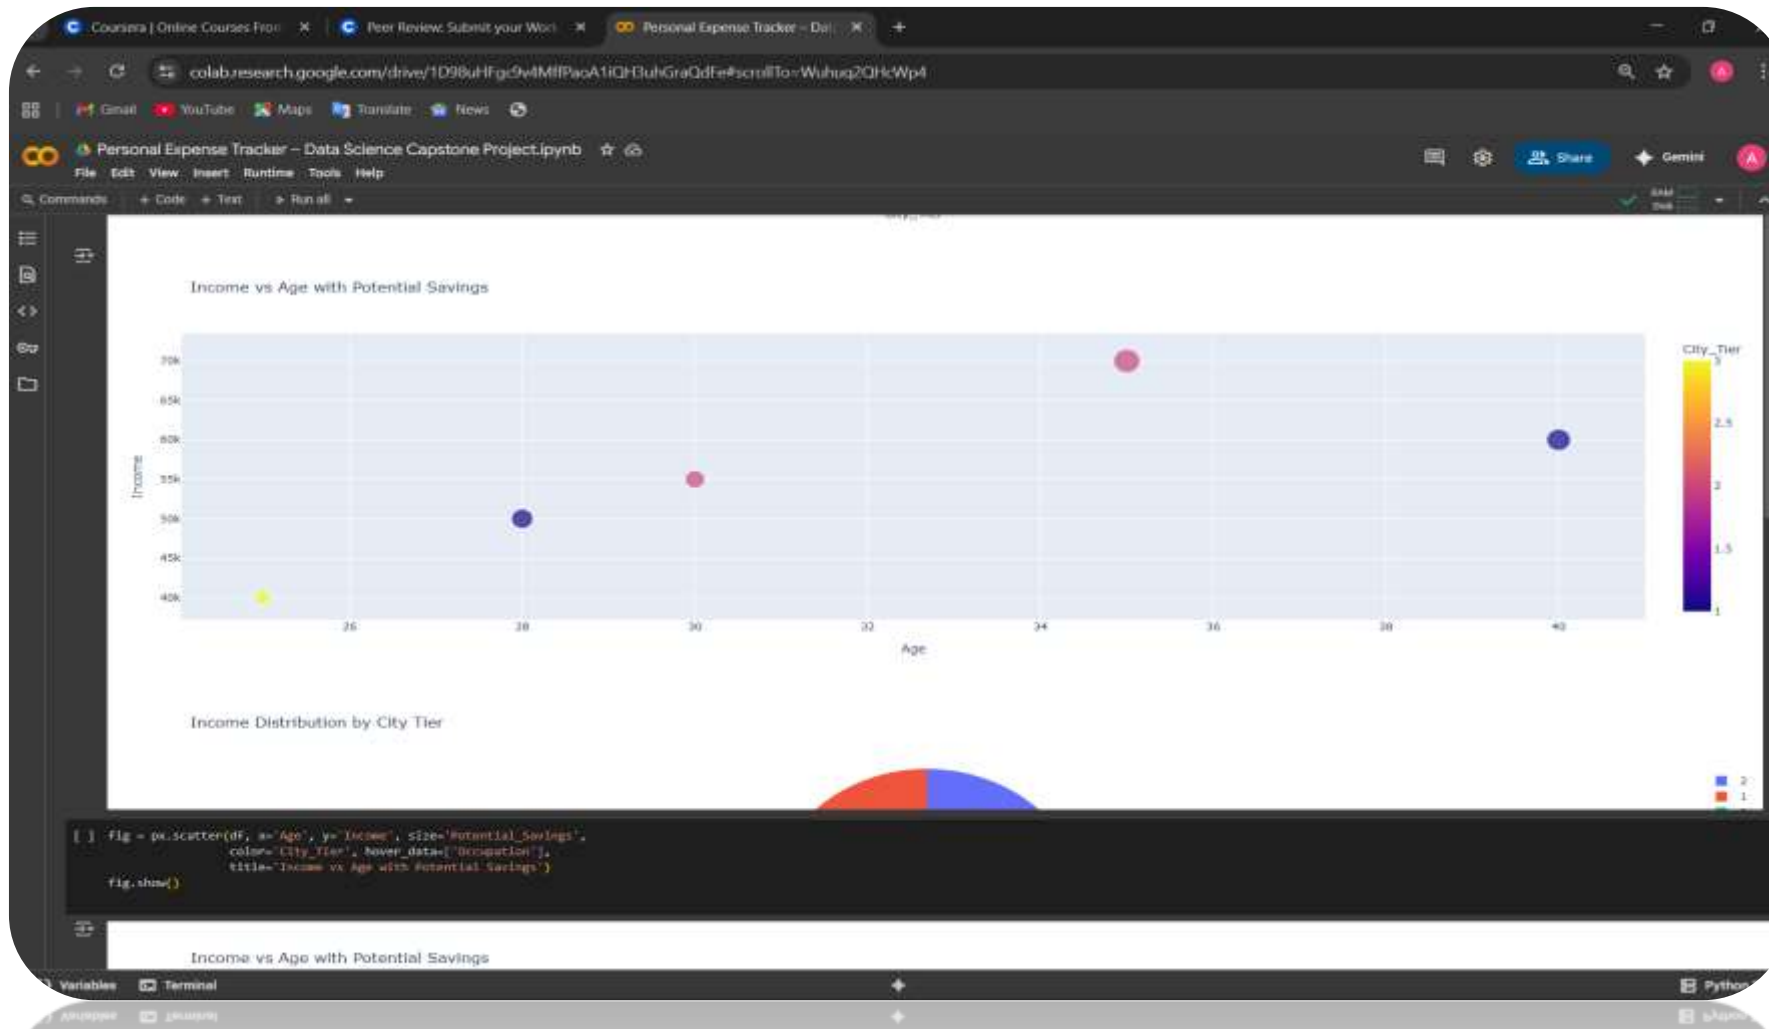 Coursera | Online Courses From
Peer Review: Submit your Work
Personal Expense Tracker – Dat
colab.research.google.com/drive/
Gmail YouTube Maps Translate News
Personal Expense Tracker – Data Science Capstone Project.ipynb
Share Gemini A
File Edit View Insert Runtime Tools Help
Commands + Code + Text Run all
RAM
Disk
Income vs Age with Potential Savings
City_Tier
70k
65k
60k
55k
50k
45k
40k
Income
3
2.5
2
1.5
1
26 28 30 32 34 36 38 40
Age
Income Distribution by City Tier
2
1
[ ] fig = px.scatter(df, x='Age', y='Income', size='Potential_Savings',
color='City_Tier', hover_data=['Occupation'],
title='Income vs Age with Potential Savings')
fig.show()
Income vs Age with Potential Savings
Variables Terminal
Python